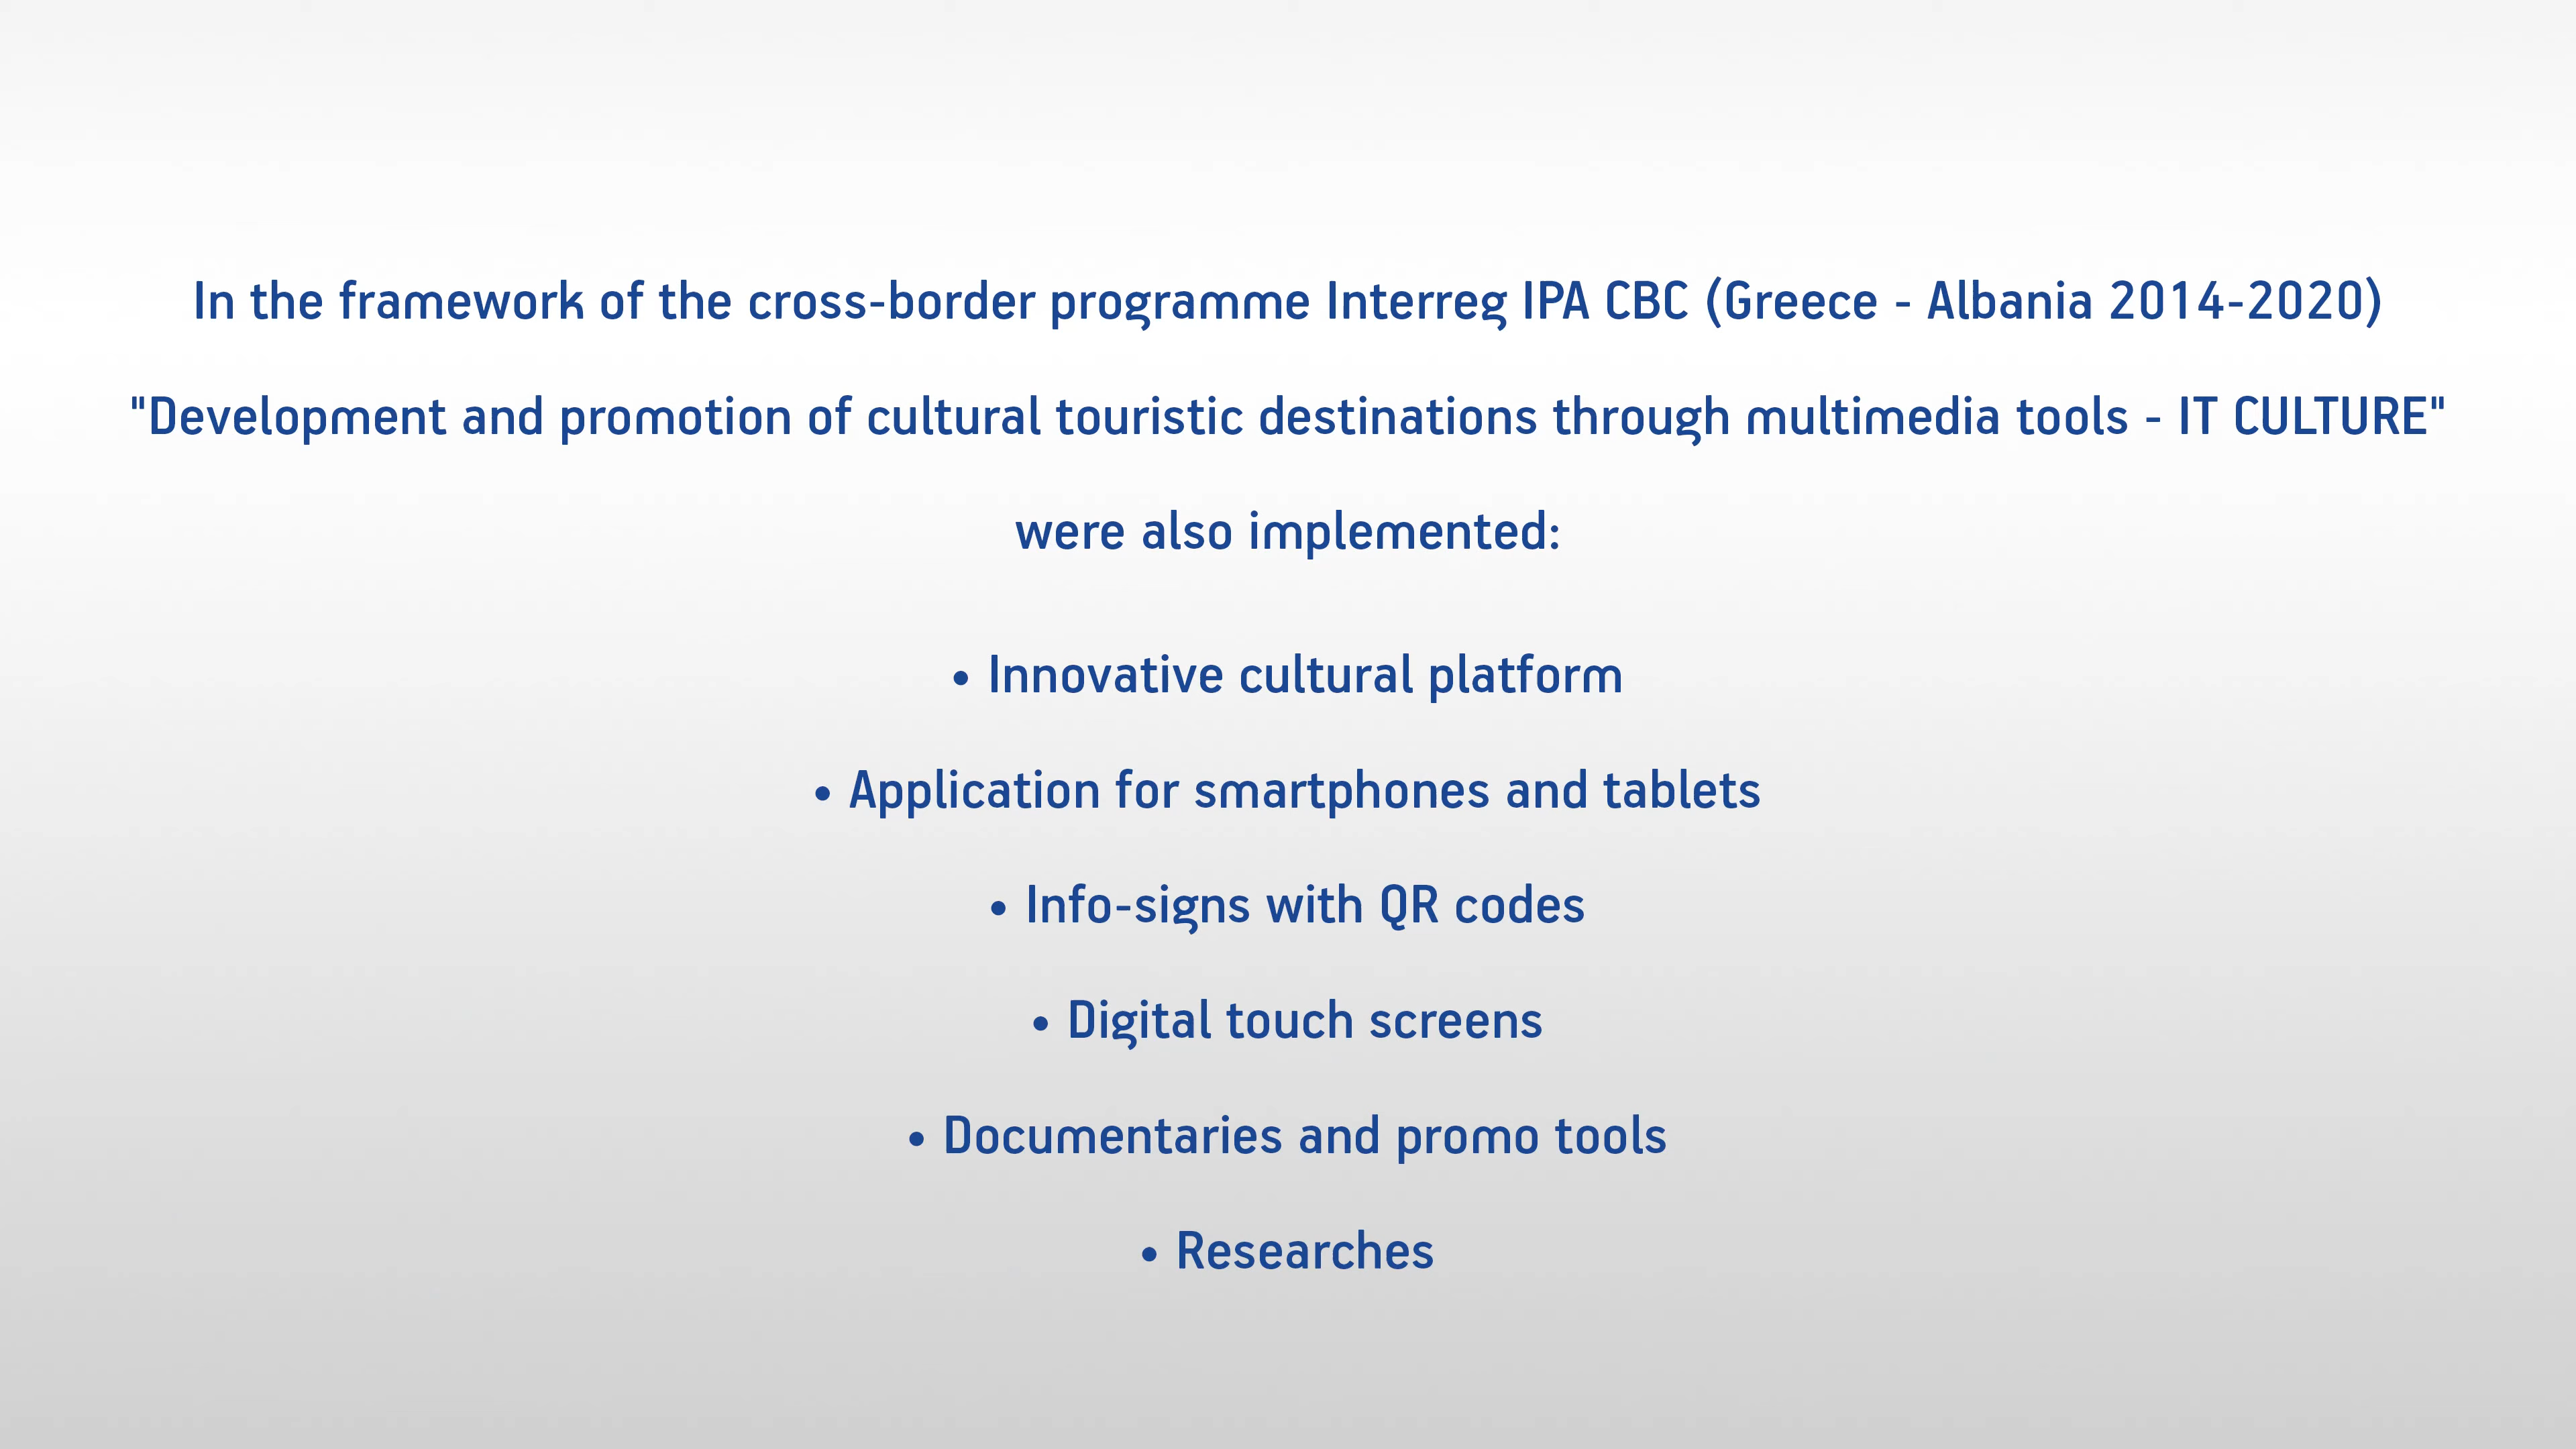 In the framework of the cross-border programme Interreg IPA CBC (Greece - Albania 2014-2020)
"Development and promotion of cultural touristic destinations through multimedia tools - IT CULTURE"
were also implemented:
• Innovative cultural platform
• Application for smartphones and tablets
• Info-signs with QR codes
• Digital touch screens
• Documentaries and promo tools
• Researches